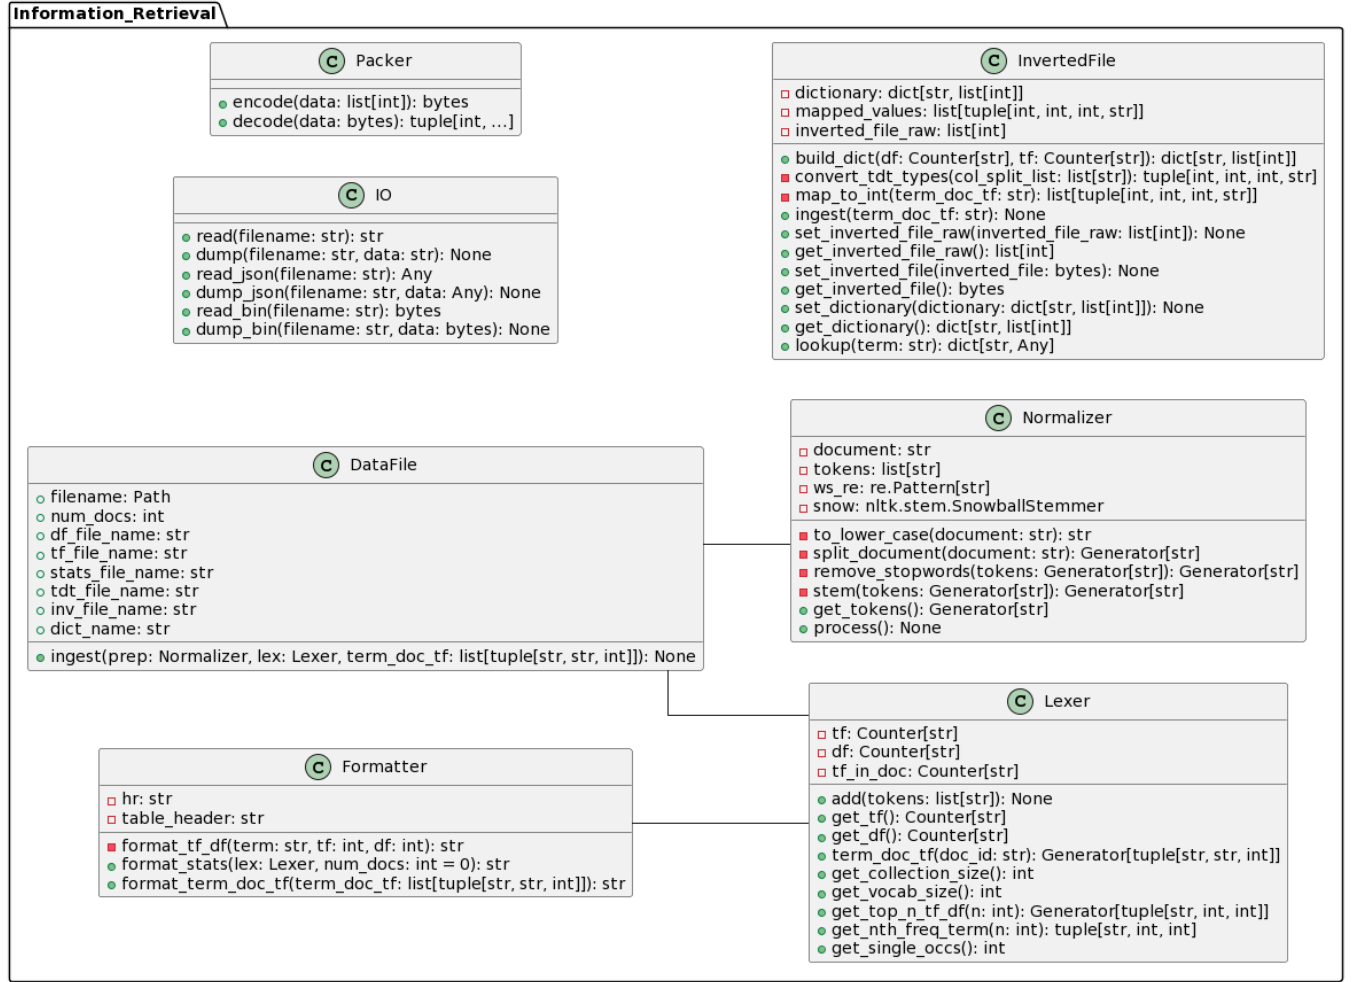 Information_Retrieval
C Packer
encode(data: list[int]): bytes
decode(data: bytes): tuple[int, ...]
C InvertedFile
dictionary: dict[str, list[int]]
mapped_values: list[tuple[int, int, int, str]]
inverted_file_raw: list[int]
build_dict(df: Counter[str], tf: Counter[str]): dict[str, list[int]]
convert_tdt_types(col_split_list: list[str]): tuple[int, int, int, str]
map_to_int(term_doc_tf: str): list[tuple[int, int, int, str]]
ingest(term_doc_tf: str): None
set_inverted_file_raw(inverted_file_raw: list[int]): None
get_inverted_file_raw(): list[int]
set_inverted_file(inverted_file: bytes): None
get_inverted_file(): bytes
set_dictionary(dictionary: dict[str, list[int]]): None
get_dictionary(): dict[str, list[int]]
lookup(term: str): dict[str, Any]
C IO
read(filename: str): str
dump(filename: str, data: str): None
read_json(filename: str): Any
dump_json(filename: str, data: Any): None
read_bin(filename: str): bytes
dump_bin(filename: str, data: bytes): None
C Normalizer
document: str
tokens: list[str]
ws_re: re.Pattern[str]
snow: nltk.stem.SnowballStemmer
to_lower_case(document: str): str
split_document(document: str): Generator[str]
remove_stopwords(tokens: Generator[str]): Generator[str]
stem(tokens: Generator[str]): Generator[str]
get_tokens(): Generator[str]
process(): None
C DataFile
filename: Path
num_docs: int
df_file_name: str
tf_file_name: str
stats_file_name: str
tdt_file_name: str
inv_file_name: str
dict_name: str
ingest(prep: Normalizer, lex: Lexer, term_doc_tf: list[tuple[str, str, int]]): None
C Lexer
tf: Counter[str]
df: Counter[str]
tf_in_doc: Counter[str]
add(tokens: list[str]): None
get_tf(): Counter[str]
get_df(): Counter[str]
term_doc_tf(doc_id: str): Generator[tuple[str, str, int]]
get_collection_size(): int
get_vocab_size(): int
get_top_n_tf_df(n: int): Generator[tuple[str, int, int]]
get_nth_freq_term(n: int): tuple[str, int, int]
get_single_occs(): int
C Formatter
hr: str
table_header: str
format_tf_df(term: str, tf: int, df: int): str
format_stats(lex: Lexer, num_docs: int = 0): str
format_term_doc_tf(term_doc_tf: list[tuple[str, str, int]]): str